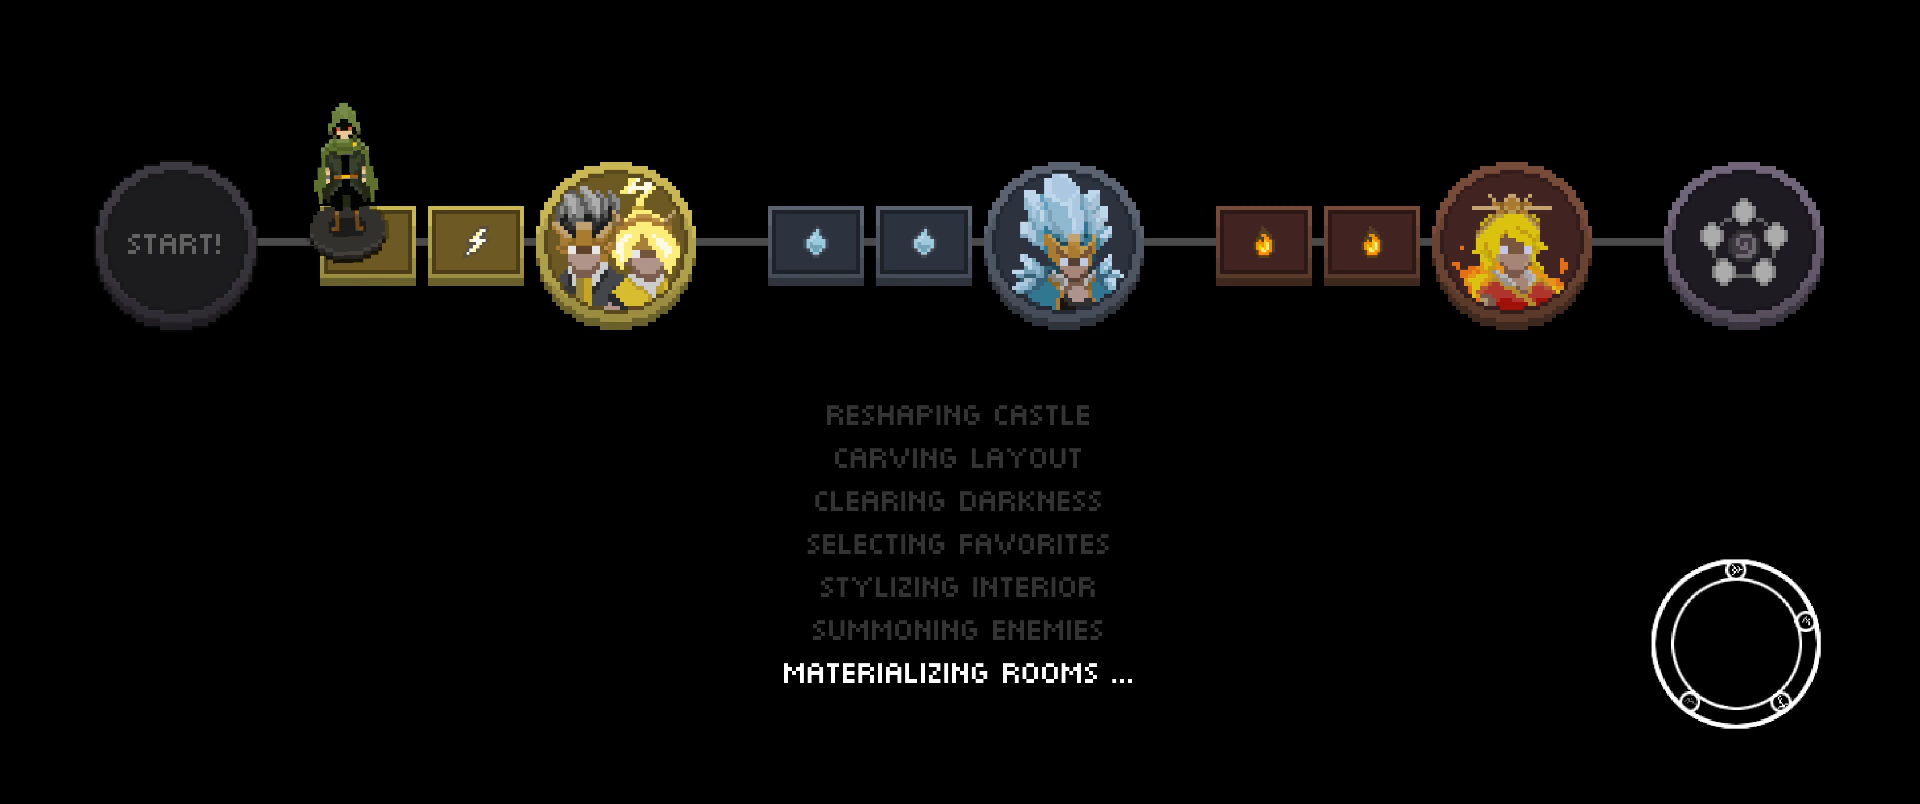 START!
RESHAPING CASTLE
CARVING LAYOUT
CLEARING DARKNESS
SELECTING FAVORITES
STYLIZING INTERIOR
SUMMONING ENEMIES
MATERIALIZING ROOMS ...